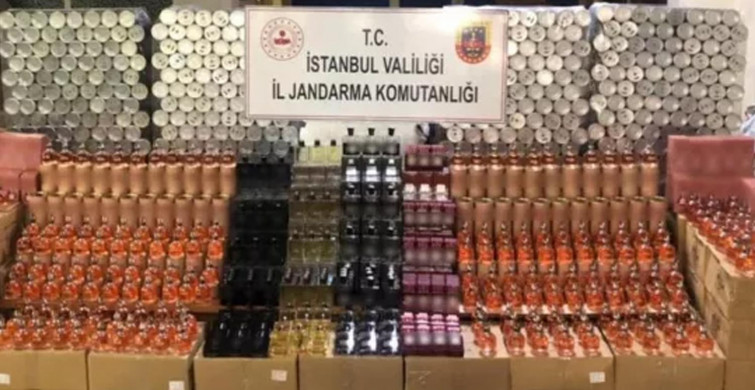 T.C.
İSTANBUL VALİLİĞİ
İL JANDARMA KOMUTANLIĞI